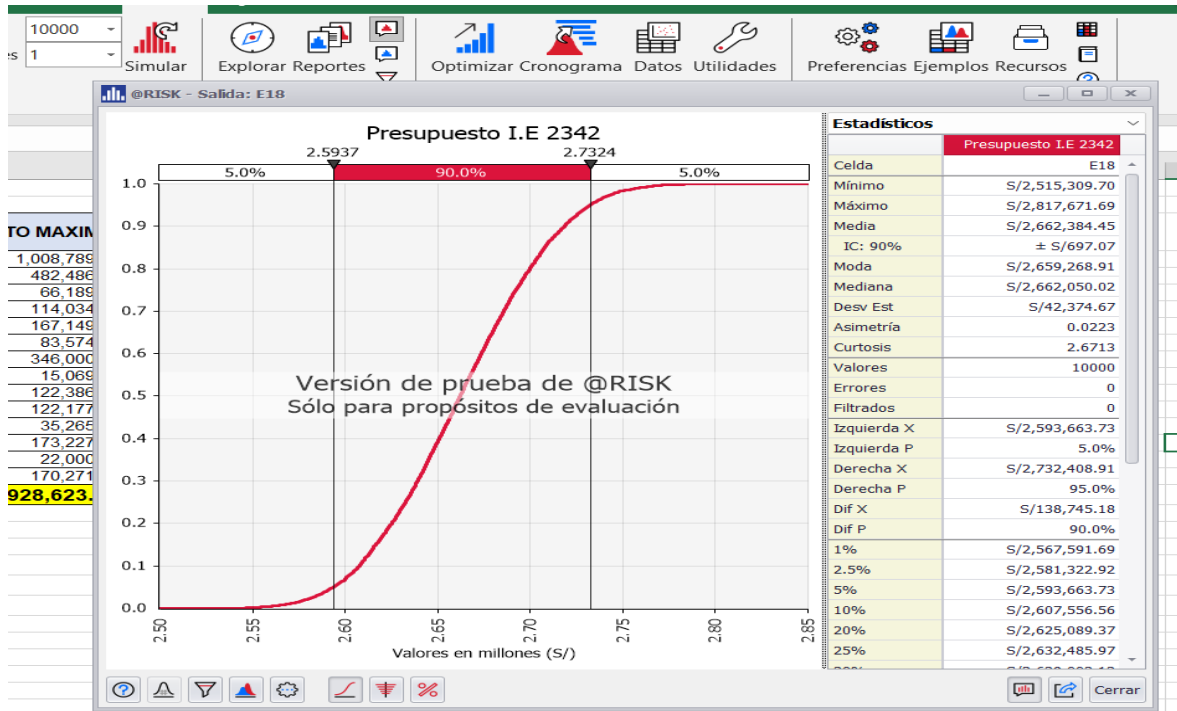 10000
es 1
Simular
Explorar Reportes
Optimizar Cronograma Datos Utilidades
Preferencias Ejemplos Recursos
@RISK - Salida: E18
TO MAXIM
1,008,789
482,486
66,189
114,034
167,149
83,574
346,000
15,069
122,386
122,177
35,265
173,227
22,000
170,271
928,623.
Presupuesto I.E 2342
2.5937 2.7324
5.0% 90.0% 5.0%
1.0
0.9
0.8
0.7
0.6
0.5
0.4
0.3
0.2
0.1
0.0
Versión de prueba de @RISK
Sólo para propósitos de evaluación
2.50 2.55 2.60 2.65 2.70 2.75 2.80 2.85
Valores en millones (S/)
Estadísticos
Presupuesto I.E 2342
Celda E18
Mínimo S/2,515,309.70
Máximo S/2,817,671.69
Media S/2,662,384.45
IC: 90% ± S/697.07
Moda S/2,659,268.91
Mediana S/2,662,050.02
Desv Est S/42,374.67
Asimetría 0.0223
Curtosis 2.6713
Valores 10000
Errores 0
Filtrados 0
Izquierda X S/2,593,663.73
Izquierda P 5.0%
Derecha X S/2,732,408.91
Derecha P 95.0%
Dif X S/138,745.18
Dif P 90.0%
1% S/2,567,591.69
2.5% S/2,581,322.92
5% S/2,593,663.73
10% S/2,607,556.56
20% S/2,625,089.37
25% S/2,632,485.97
Cerrar